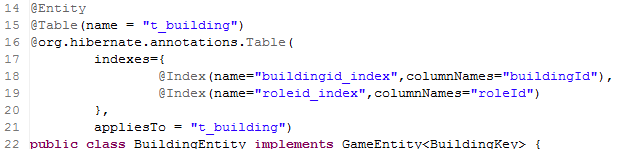 14 @Entity
15 @Table(name = "t_building")
16 @org.hibernate.annotations.Table(
17 indexes={
18 @Index(name="buildingid_index",columnNames="buildingId"),
19 @Index(name="roleid_index",columnNames="roleId")
20 },
21 appliesTo = "t_building")
22 public class BuildingEntity implements GameEntity<BuildingKey> {